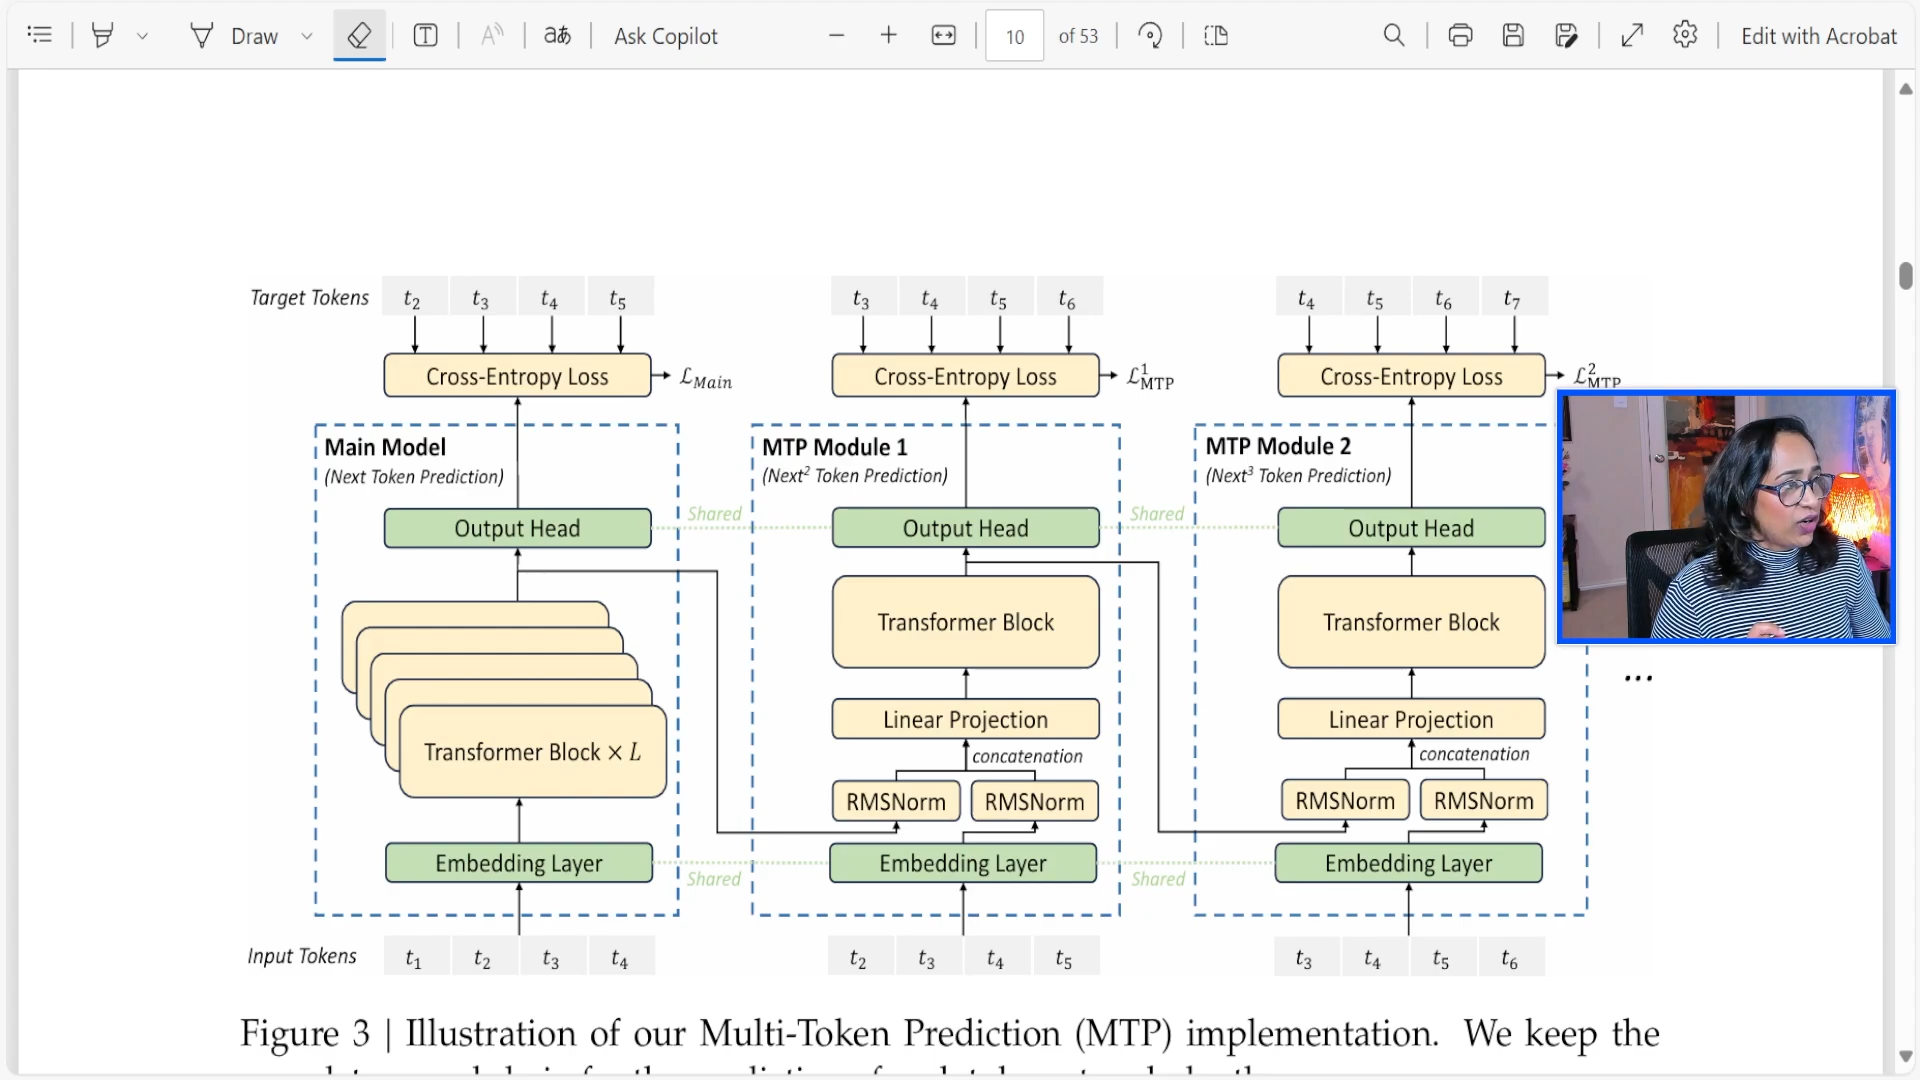 Draw
aあ
Ask Copilot
10 of 53
Edit with Acrobat
Target Tokens t₂ t₃ t₄ t₅ t₃ t₄ t₅ t₆ t₄ t₅ t₆ t₇
Cross-Entropy Loss ℒ_Main Cross-Entropy Loss ℒ¹_MTP Cross-Entropy Loss ℒ²_MTP
Main Model MTP Module 1 MTP Module 2
(Next Token Prediction) (Next² Token Prediction) (Next³ Token Prediction)
Shared Shared
Output Head Output Head Output Head
Transformer Block Transformer Block
Linear Projection Linear Projection
Transformer Block × L
concatenation concatenation
RMSNorm RMSNorm RMSNorm RMSNorm
Embedding Layer Embedding Layer Embedding Layer
Shared Shared
...
Input Tokens t₁ t₂ t₃ t₄ t₂ t₃ t₄ t₅ t₃ t₄ t₅ t₆
Figure 3 | Illustration of our Multi-Token Prediction (MTP) implementation. We keep the